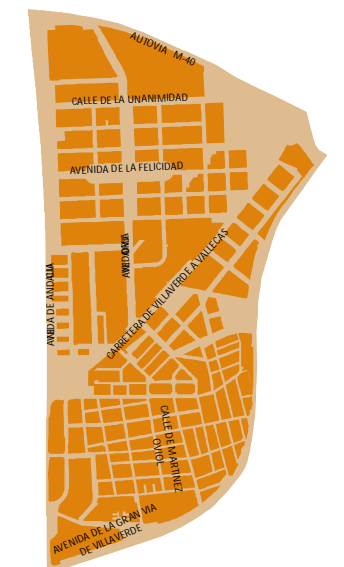 AUTOVIA M-40
CALLE DE LA UNANIMIDAD
AVENIDA DE LA FELICIDAD
CARRETERA DE VILLAVERDE A VALLECAS
CALLE DE MARTINEZ
OVIOL
AVENIDA DE LA GRAN VIA
DE VILLAVERDE